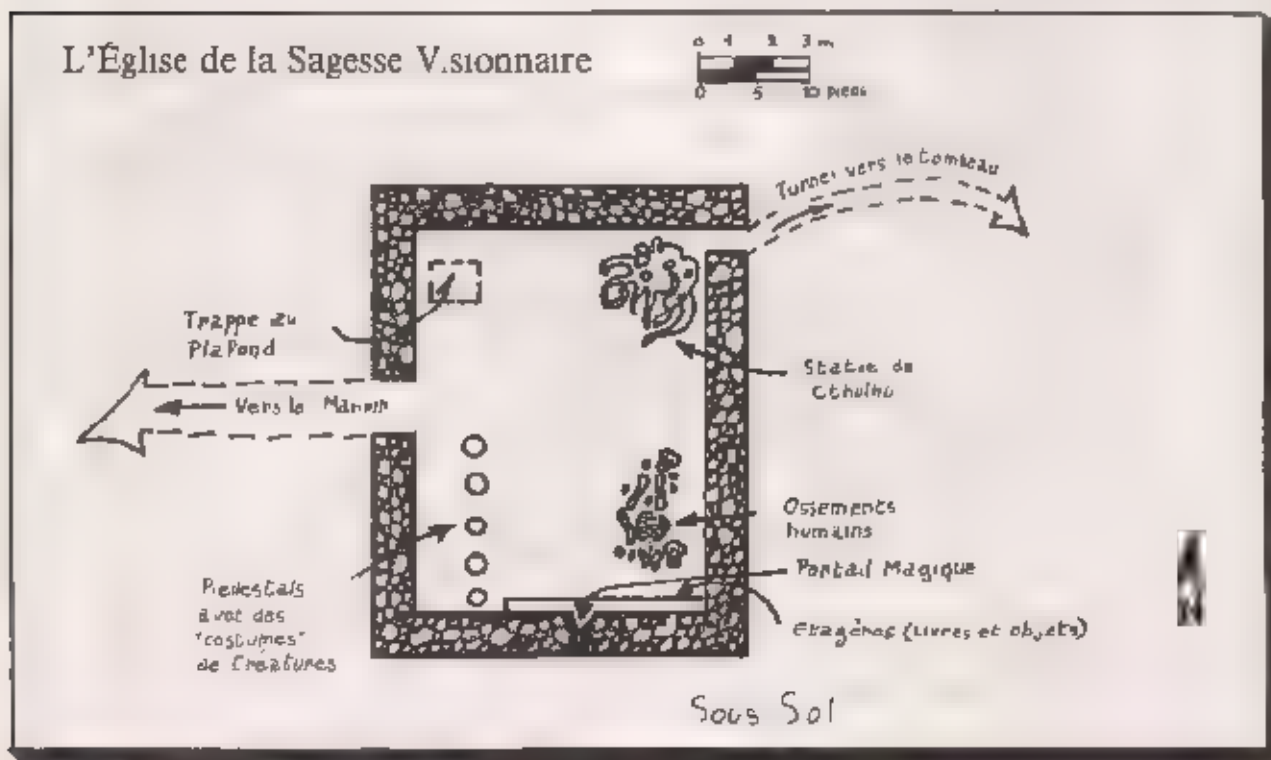 L'Église de la Sagesse V.sionnaire
0 1 2 3 m
0 5 10 pieds
Tunnel vers le tombeau
Trappe au
Plafond
Vers le Manoir
Statue de
Cthulhu
Ossements
humains
Portail Magique
Etagères (Livres et objets)
Piedestals
avec des
"costumes"
de Créatures
Sous Sol
N